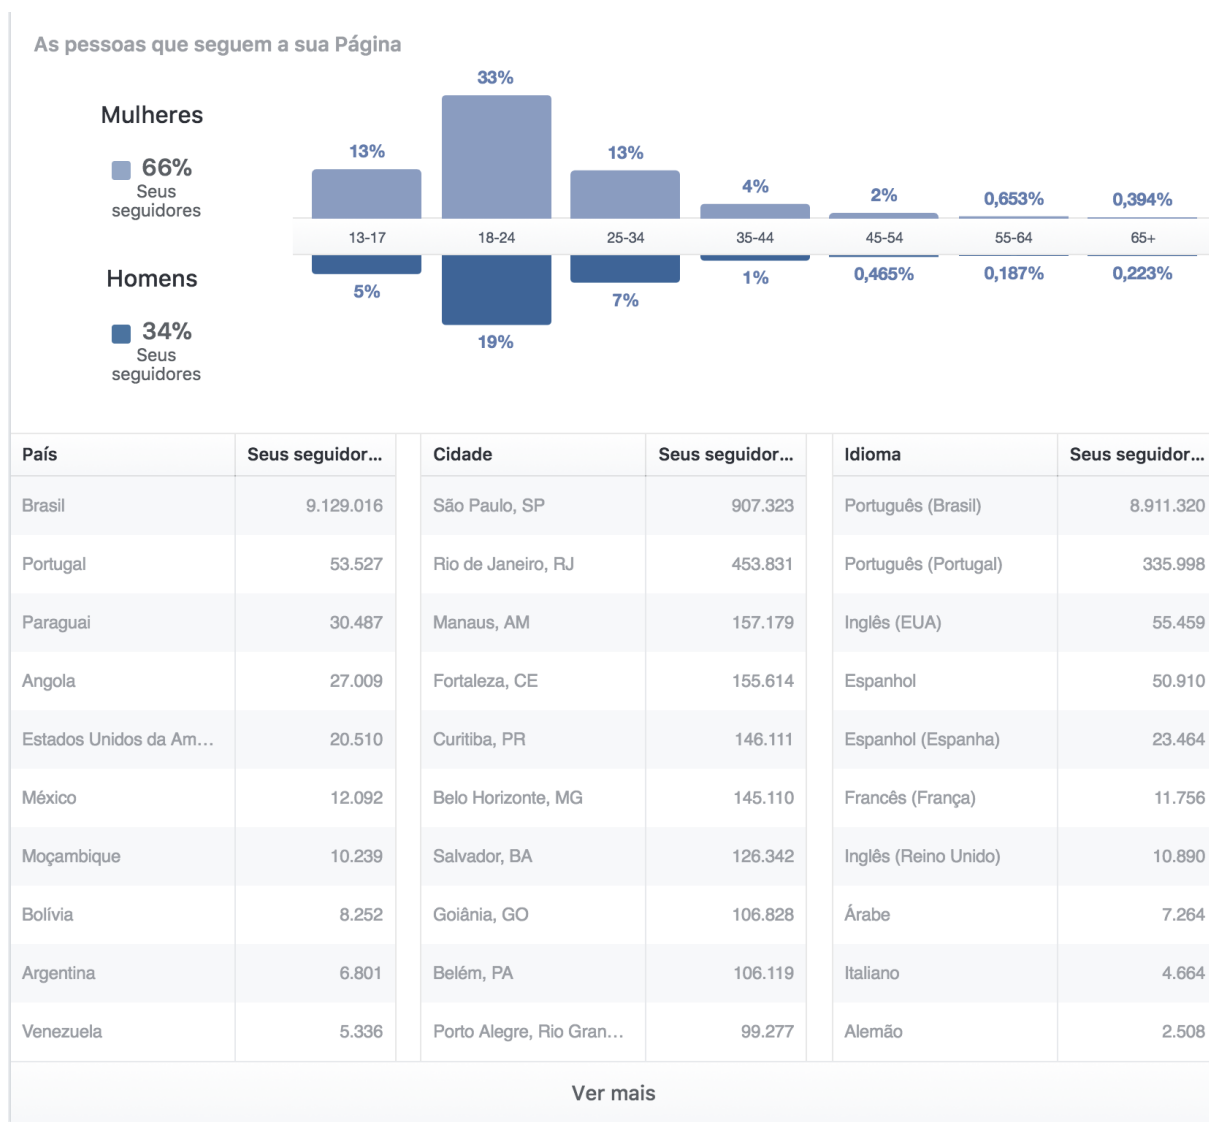 As pessoas que seguem a sua Página
Mulheres
66%
Seus
seguidores
Homens
34%
Seus
seguidores
13% 33% 13% 4% 2% 0,653% 0,394%
13-17 18-24 25-34 35-44 45-54 55-64 65+
5% 19% 7% 1% 0,465% 0,187% 0,223%
País Seus seguidor... Cidade Seus seguidor... Idioma Seus seguidor...
Brasil 9.129.016 São Paulo, SP 907.323 Português (Brasil) 8.911.320
Portugal 53.527 Rio de Janeiro, RJ 453.831 Português (Portugal) 335.998
Paraguai 30.487 Manaus, AM 157.179 Inglês (EUA) 55.459
Angola 27.009 Fortaleza, CE 155.614 Espanhol 50.910
Estados Unidos da Am... 20.510 Curitiba, PR 146.111 Espanhol (Espanha) 23.464
México 12.092 Belo Horizonte, MG 145.110 Francês (França) 11.756
Moçambique 10.239 Salvador, BA 126.342 Inglês (Reino Unido) 10.890
Bolívia 8.252 Goiânia, GO 106.828 Árabe 7.264
Argentina 6.801 Belém, PA 106.119 Italiano 4.664
Venezuela 5.336 Porto Alegre, Rio Gran... 99.277 Alemão 2.508
Ver mais